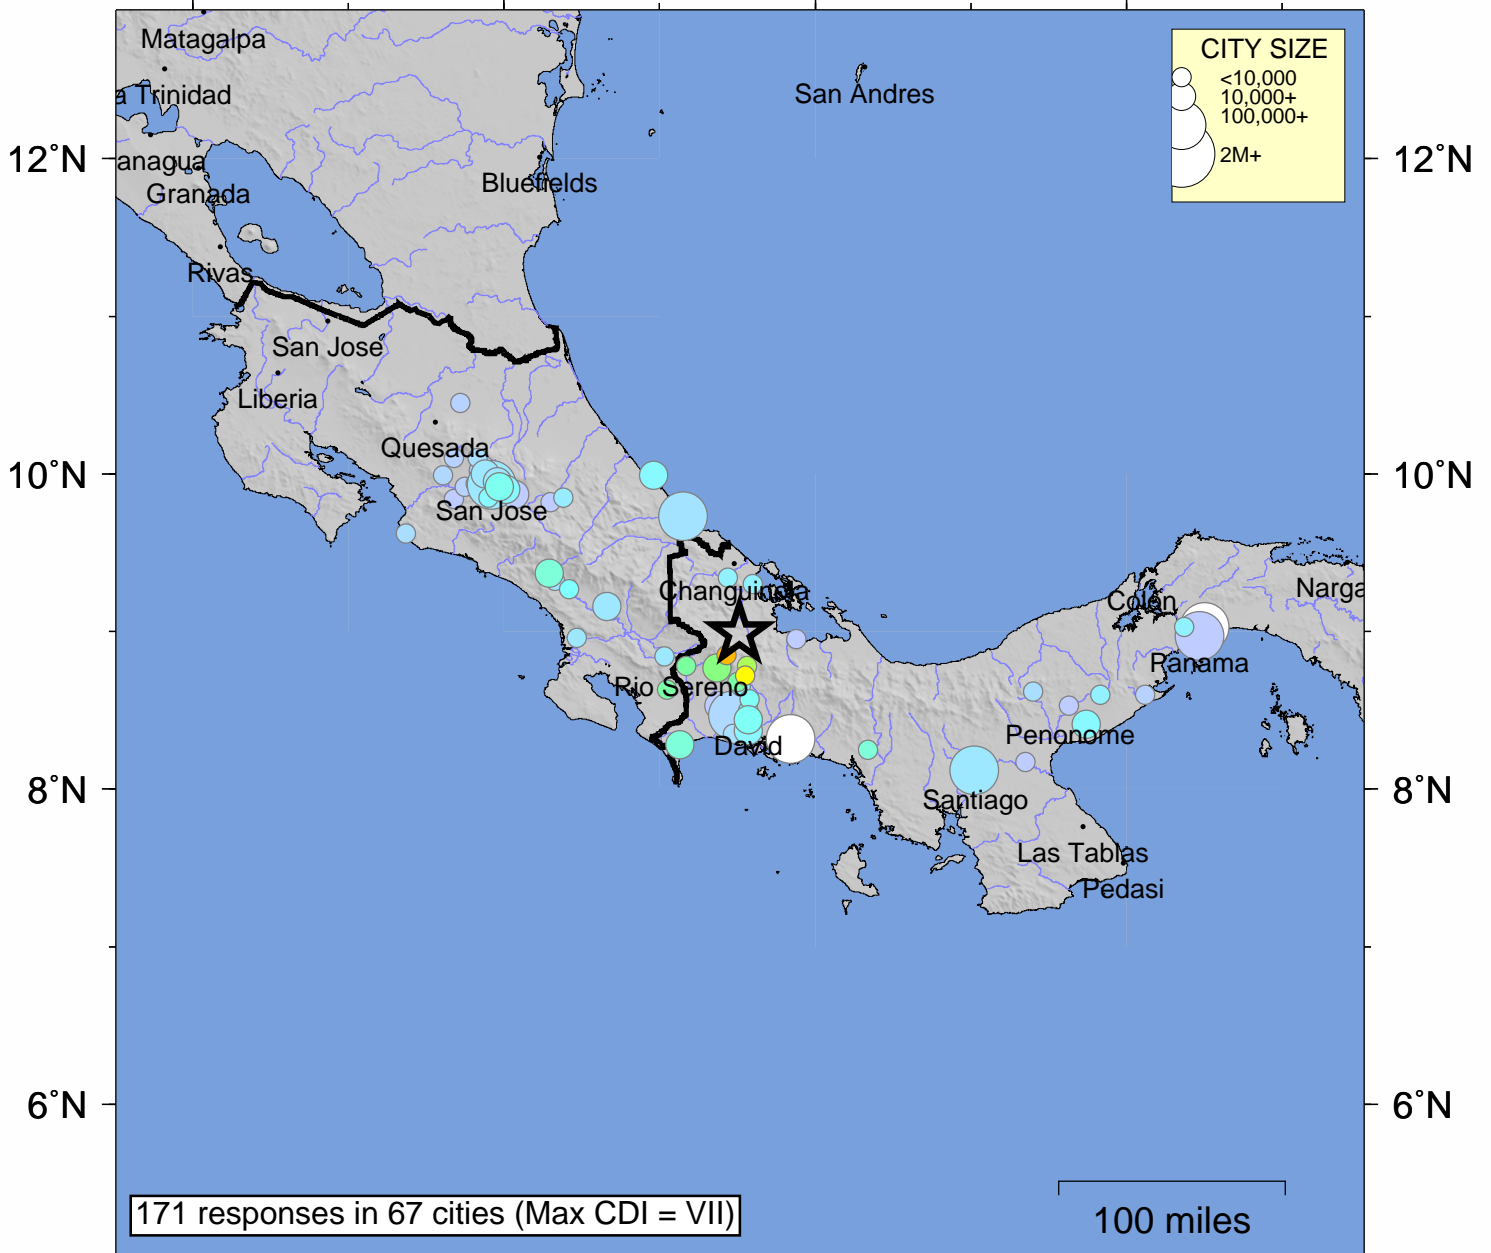 Matagalpa
a Trinidad
San Andres
CITY SIZE
<10,000
10,000+
100,000+
2M+
12˚N
12˚N
anagua
Granada
Bluefields
Rivas
San Jose
Liberia
Quesada
10˚N
10˚N
San Jose
Changuinola
Colon
Narga
Panama
Rio Sereno
David
Penonome
8˚N
8˚N
Santiago
Las Tablas
Pedasi
6˚N
6˚N
171 responses in 67 cities (Max CDI = VII)
100 miles